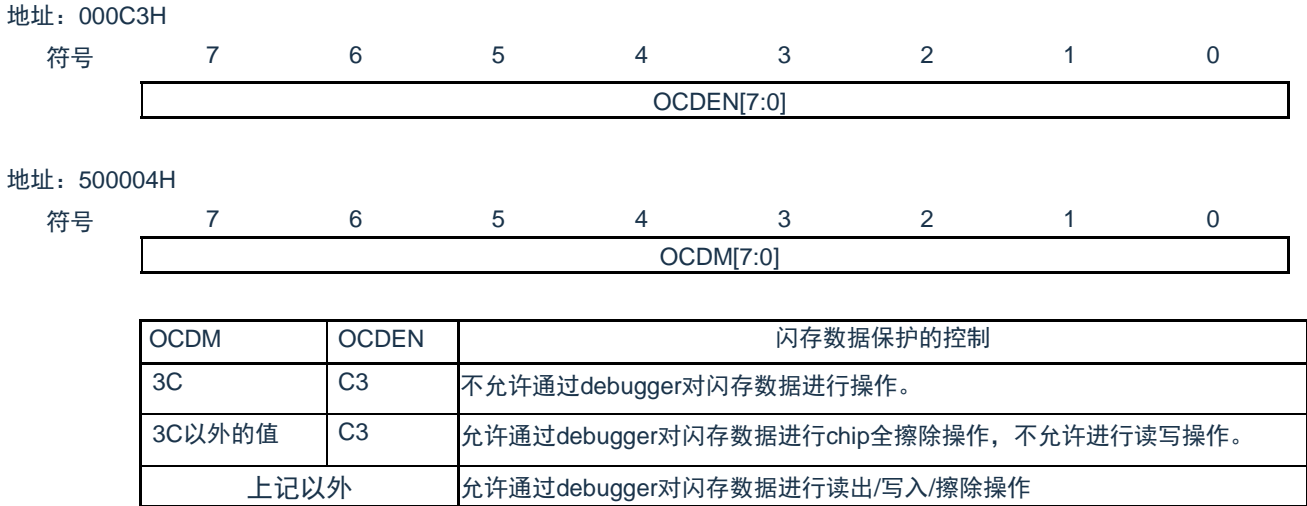 地址：000C3H
符号 7 6 5 4 3 2 1 0
OCDEN[7:0]
地址：500004H
符号 7 6 5 4 3 2 1 0
OCDM[7:0]
OCDM OCDEN 闪存数据保护的控制
3C C3 不允许通过debugger对闪存数据进行操作。
3C以外的值 C3 允许通过debugger对闪存数据进行chip全擦除操作，不允许进行读写操作。
上记以外 允许通过debugger对闪存数据进行读出/写入/擦除操作